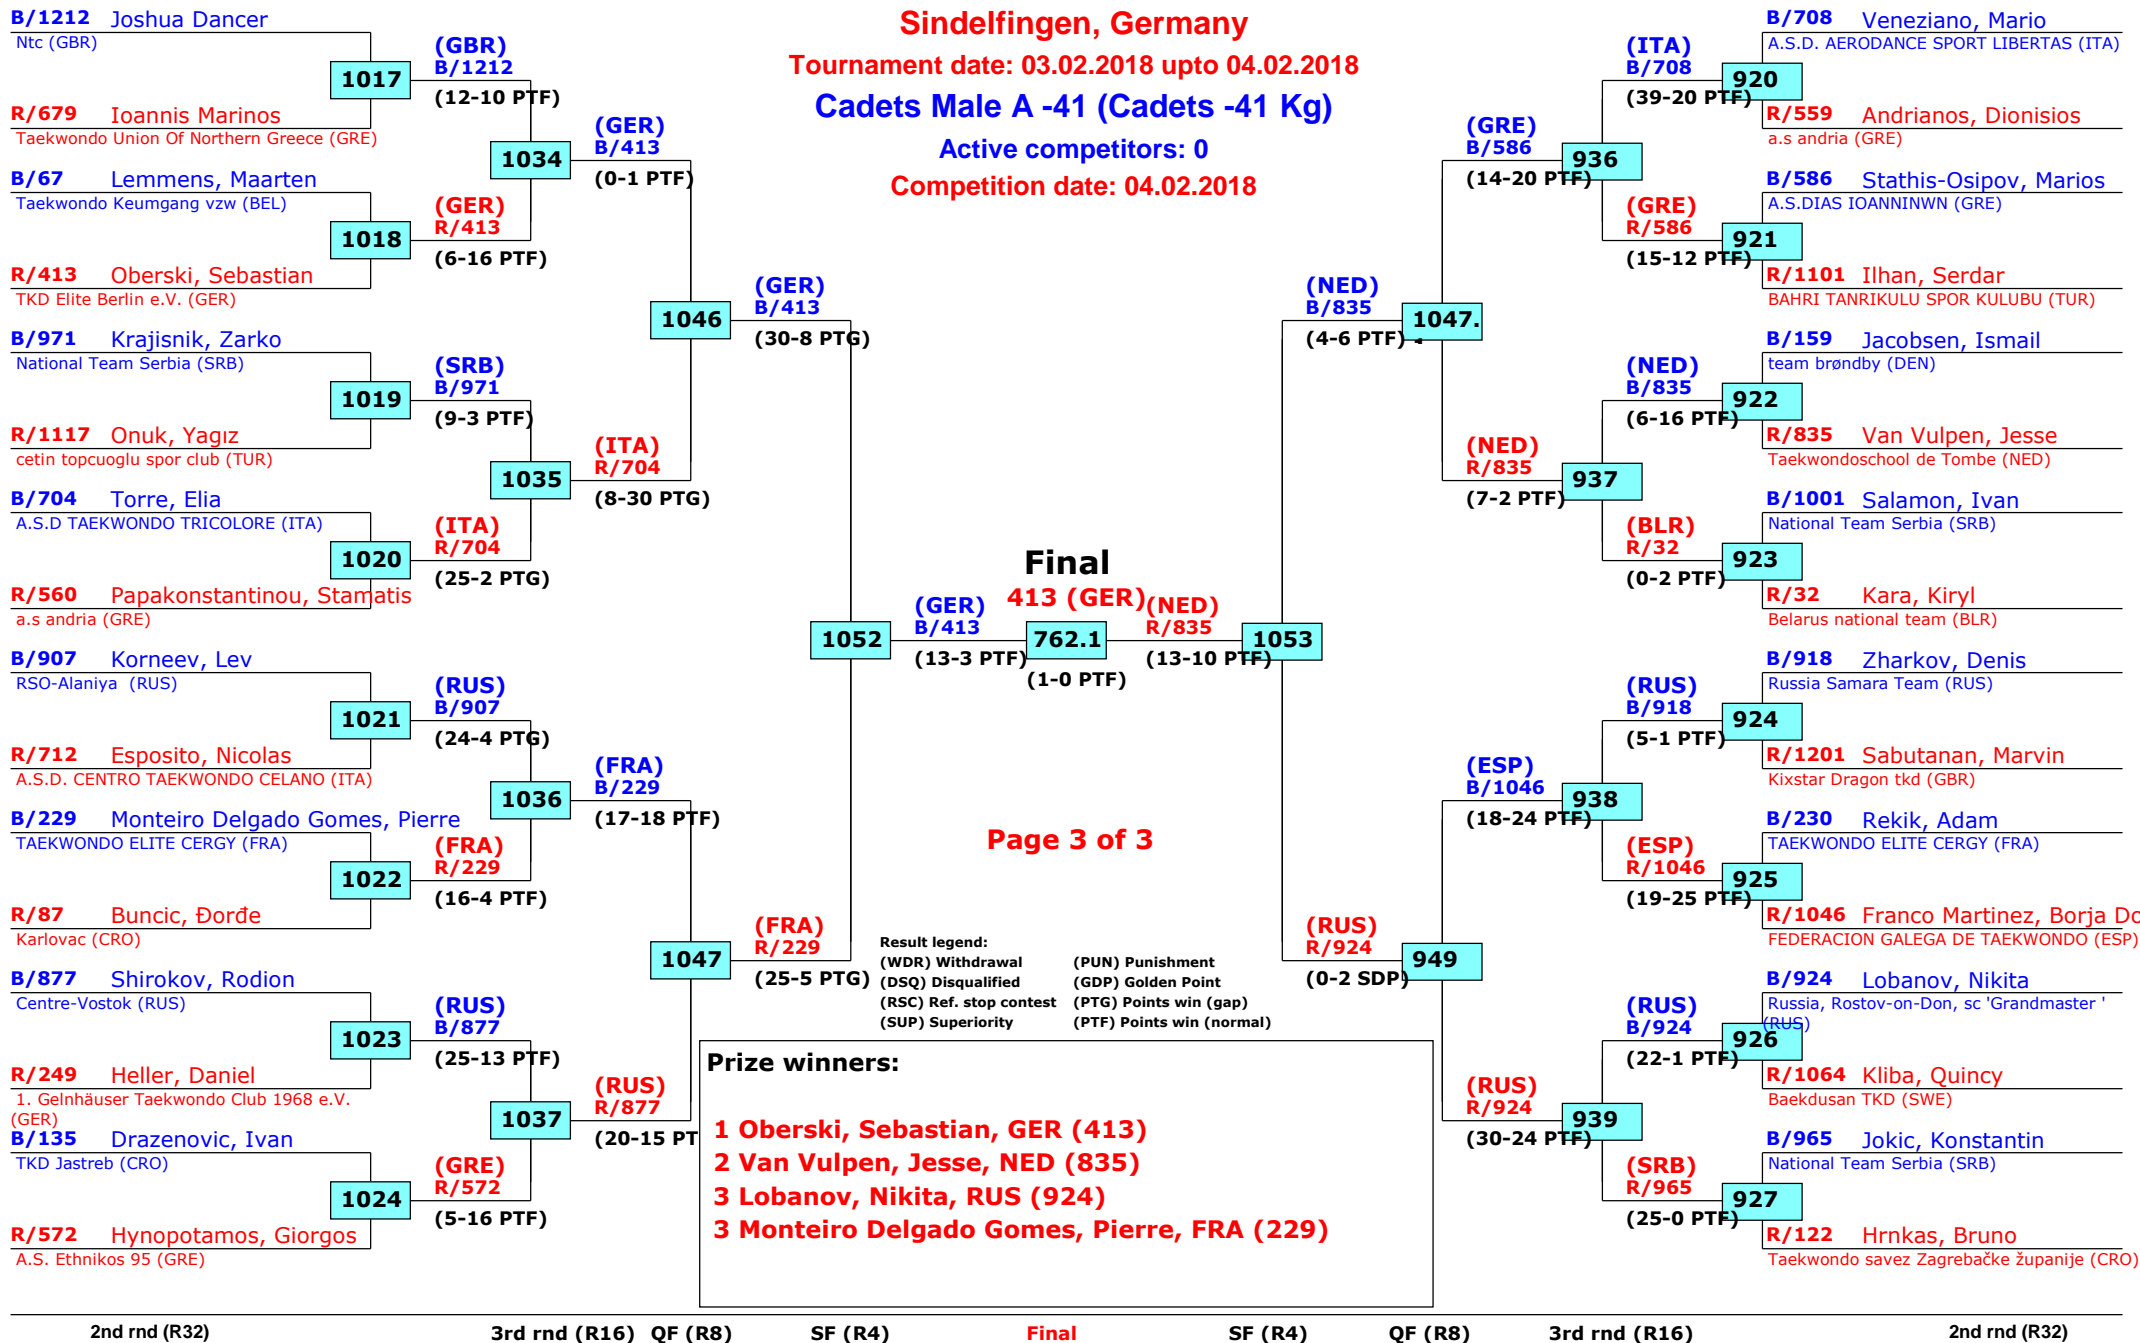 Sindelfingen, Germany
Tournament date: 03.02.2018 upto 04.02.2018
Cadets Male A -41 (Cadets -41 Kg)
Active competitors: 0
Competition date: 04.02.2018
B/1212 Joshua Dancer
Ntc (GBR)
1017
R/679 Ioannis Marinos
Taekwondo Union Of Northern Greece (GRE)
B/67 Lemmens, Maarten
Taekwondo Keumgang vzw (BEL)
1018
R/413 Oberski, Sebastian
TKD Elite Berlin e.V. (GER)
B/971 Krajisnik, Zarko
National Team Serbia (SRB)
1019
R/1117 Onuk, Yagız
cetin topcuoglu spor club (TUR)
B/704 Torre, Elia
A.S.D TAEKWONDO TRICOLORE (ITA)
1020
R/560 Papakonstantinou, Stamatis
a.s andria (GRE)
B/907 Korneev, Lev
RSO-Alaniya (RUS)
1021
R/712 Esposito, Nicolas
A.S.D. CENTRO TAEKWONDO CELANO (ITA)
B/229 Monteiro Delgado Gomes, Pierre
TAEKWONDO ELITE CERGY (FRA)
1022
R/87 Buncic, Đorđe
Karlovac (CRO)
B/877 Shirokov, Rodion
Centre-Vostok (RUS)
1023
R/249 Heller, Daniel
1. Gelnhäuser Taekwondo Club 1968 e.V.
(GER)
B/135 Drazenovic, Ivan
TKD Jastreb (CRO)
1024
R/572 Hynopotamos, Giorgos
A.S. Ethnikos 95 (GRE)
(GBR)
B/1212
(12-10 PTF)
1034
(GER)
R/413
(6-16 PTF)
(SRB)
B/971
(9-3 PTF)
1035
(ITA)
R/704
(25-2 PTG)
(RUS)
B/907
(24-4 PTG)
1036
(FRA)
R/229
(16-4 PTF)
(RUS)
B/877
(25-13 PTF)
1037
(GRE)
R/572
(5-16 PTF)
(GER)
B/413
(0-1 PTF)
1046
(ITA)
R/704
(8-30 PTG)
(FRA)
B/229
(17-18 PTF)
1047
(RUS)
R/877
(20-15 PT
(GER)
B/413
(30-8 PTG)
1052
(FRA)
R/229
(25-5 PTG)
(GER)
B/413
(13-3 PTF)
Final
413 (GER)
762.1
(1-0 PTF)
(NED)
R/835
(13-10 PTF)
1053
(NED)
B/835
(4-6 PTF)
1047.
(RUS)
R/924
(0-2 SDP)
949
(GRE)
B/586
(14-20 PTF)
936
(NED)
R/835
(7-2 PTF)
937
(ESP)
B/1046
(18-24 PTF)
938
(RUS)
R/924
(30-24 PTF)
939
(ITA)
B/708
(39-20 PTF)
920
(GRE)
R/586
(15-12 PTF)
921
(NED)
B/835
(6-16 PTF)
922
(BLR)
R/32
(0-2 PTF)
923
(RUS)
B/918
(5-1 PTF)
924
(ESP)
R/1046
(19-25 PTF)
925
(RUS)
B/924
(22-1 PTF)
926
(SRB)
R/965
(25-0 PTF)
927
B/708 Veneziano, Mario
A.S.D. AERODANCE SPORT LIBERTAS (ITA)
R/559 Andrianos, Dionisios
a.s andria (GRE)
B/586 Stathis-Osipov, Marios
A.S.DIAS IOANNINWN (GRE)
R/1101 Ilhan, Serdar
BAHRI TANRIKULU SPOR KULUBU (TUR)
B/159 Jacobsen, Ismail
team brøndby (DEN)
R/835 Van Vulpen, Jesse
Taekwondoschool de Tombe (NED)
B/1001 Salamon, Ivan
National Team Serbia (SRB)
R/32 Kara, Kiryl
Belarus national team (BLR)
B/918 Zharkov, Denis
Russia Samara Team (RUS)
R/1201 Sabutanan, Marvin
Kixstar Dragon tkd (GBR)
B/230 Rekik, Adam
TAEKWONDO ELITE CERGY (FRA)
R/1046 Franco Martinez, Borja Do
FEDERACION GALEGA DE TAEKWONDO (ESP)
B/924 Lobanov, Nikita
Russia, Rostov-on-Don, sc 'Grandmaster '
(RUS)
R/1064 Kliba, Quincy
Baekdusan TKD (SWE)
B/965 Jokic, Konstantin
National Team Serbia (SRB)
R/122 Hrnkas, Bruno
Taekwondo savez Zagrebačke županije (CRO)
Page 3 of 3
Result legend:
(WDR) Withdrawal (PUN) Punishment
(DSQ) Disqualified (GDP) Golden Point
(RSC) Ref. stop contest (PTG) Points win (gap)
(SUP) Superiority (PTF) Points win (normal)
Prize winners:
1 Oberski, Sebastian, GER (413)
2 Van Vulpen, Jesse, NED (835)
3 Lobanov, Nikita, RUS (924)
3 Monteiro Delgado Gomes, Pierre, FRA (229)
2nd rnd (R32) 3rd rnd (R16) QF (R8) SF (R4) Final SF (R4) QF (R8) 3rd rnd (R16) 2nd rnd (R32)